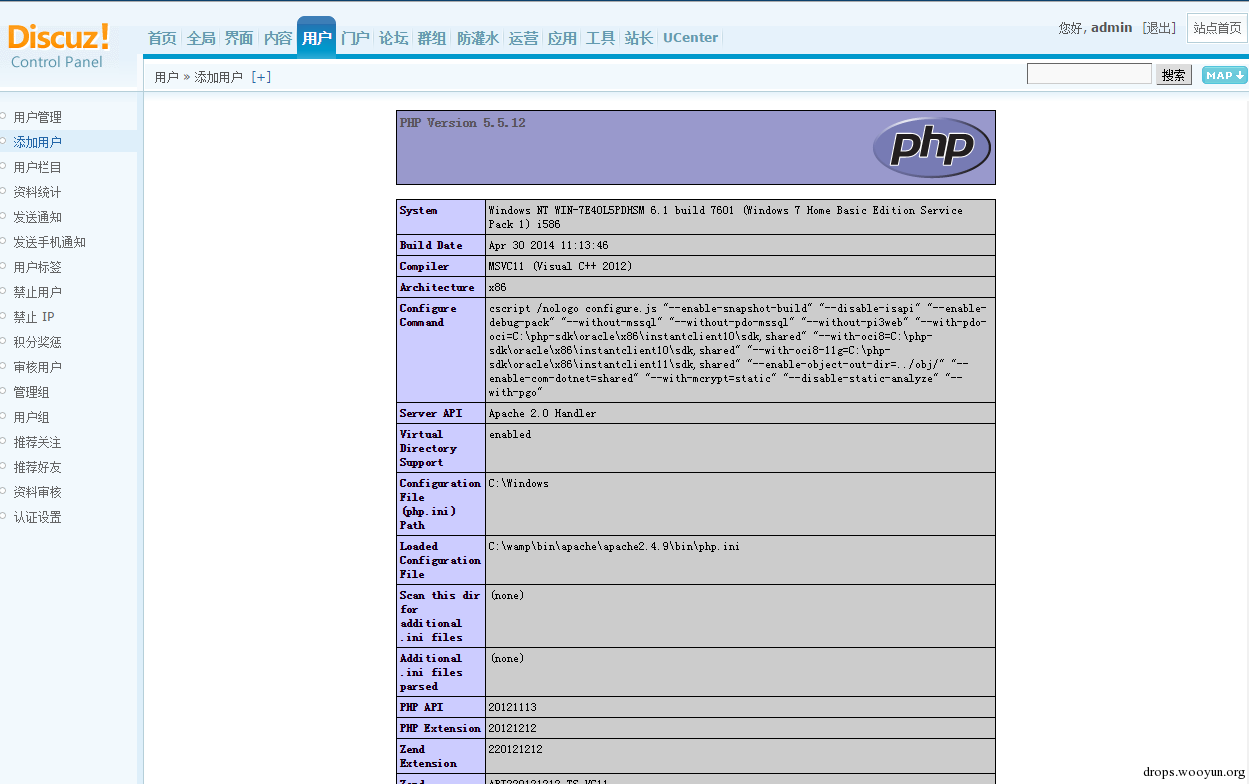 Discuz!
Control Panel
首页 全局 界面 内容 用户 门户 论坛 群组 防灌水 运营 应用 工具 站长 UCenter
您好, admin [退出] 站点首页
用户 » 添加用户 [+]
搜索
MAP
用户管理
添加用户
用户栏目
资料统计
发送通知
发送手机通知
用户标签
禁止用户
禁止 IP
积分奖惩
审核用户
管理组
用户组
推荐关注
推荐好友
资料审核
认证设置
PHP Version 5.5.12
php
System
Windows NT WIN-7E4OL5PDHSM 6.1 build 7601 (Windows 7 Home Basic Edition Service
Pack 1) i586
Build Date
Apr 30 2014 11:13:46
Compiler
MSVC11 (Visual C++ 2012)
Architecture
x86
Configure
Command
cscript /nologo configure.js "--enable-snapshot-build" "--disable-isapi" "--enable-
debug-pack" "--without-mssql" "--without-pdo-mssql" "--without-pi3web" "--with-pdo-
oci=C:\php-sdk\oracle\x86\instantclient10\sdk,shared" "--with-oci8=C:\php-
sdk\oracle\x86\instantclient10\sdk,shared" "--with-oci8-11g=C:\php-
sdk\oracle\x86\instantclient11\sdk,shared" "--enable-object-out-dir=../obj/" "--
enable-com-dotnet=shared" "--with-mcrypt=static" "--disable-static-analyze" "--
with-pgo"
Server API
Apache 2.0 Handler
Virtual
Directory
Support
enabled
Configuration
File
(php.ini)
Path
C:\Windows
Loaded
Configuration
File
C:\wamp\bin\apache\apache2.4.9\bin\php.ini
Scan this dir
for
additional
.ini files
(none)
Additional
.ini files
parsed
(none)
PHP API
20121113
PHP Extension
20121212
Zend
Extension
220121212
Zend
API220121212,TS,VC11
drops.wooyun.org